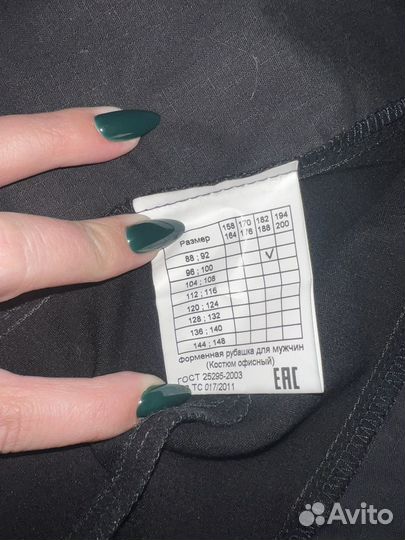 Размер 158 164 170 176 182 188 194 200
88 ; 92
96 ; 100 ✓
104 ; 108
112 ; 116
120 ; 124
128 ; 132
136 ; 140
144 ; 148
форменная рубашка для мужчин
(Костюм офисный)
ГОСТ 25295-2003
ТС 017/2011
EAC
Avito